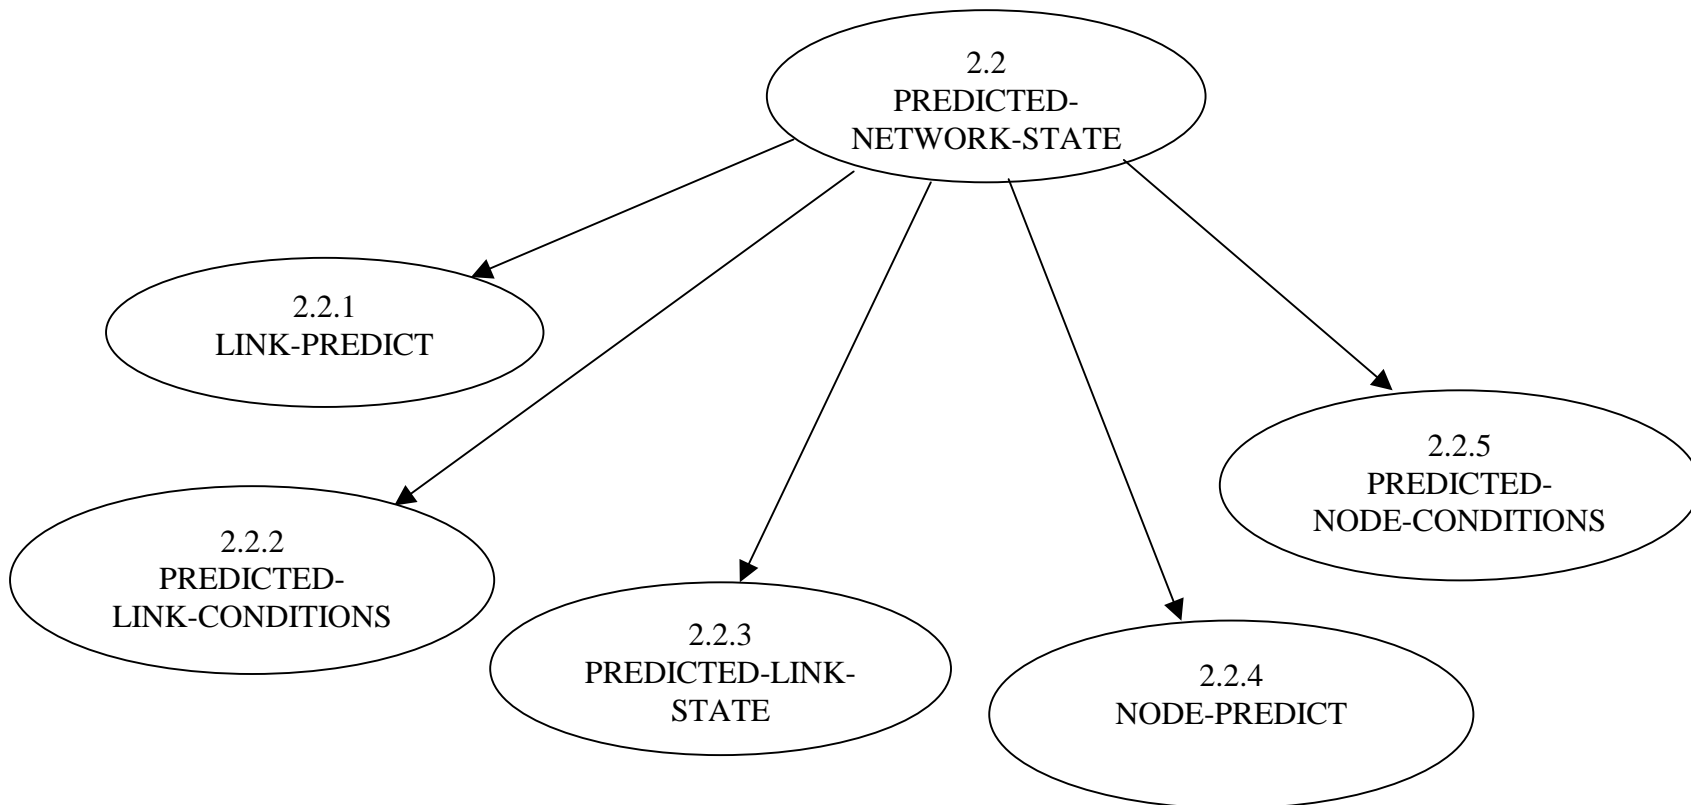 2.2
PREDICTED-
NETWORK-STATE
2.2.1
LINK-PREDICT
2.2.2
PREDICTED-
LINK-CONDITIONS
2.2.3
PREDICTED-LINK-
STATE
2.2.4
NODE-PREDICT
2.2.5
PREDICTED-
NODE-CONDITIONS